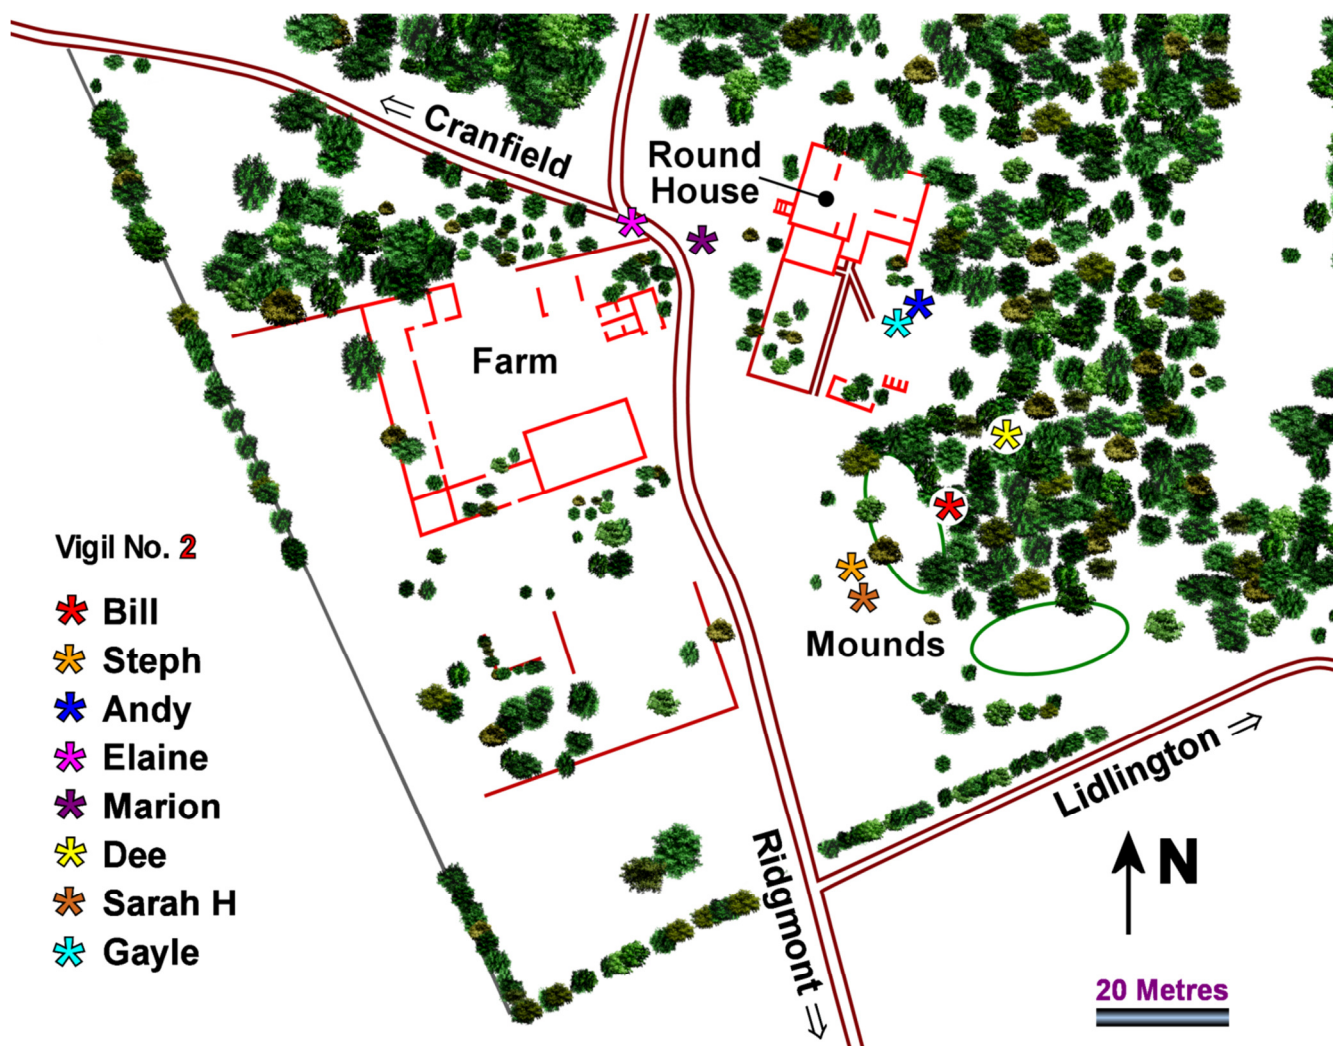 Cranfield
Round
House
Farm
Vigil No. 2
Bill
Steph
Andy
Elaine
Marion
Dee
Sarah H
Gayle
Mounds
Lidlington
Ridgmont
N
20 Metres